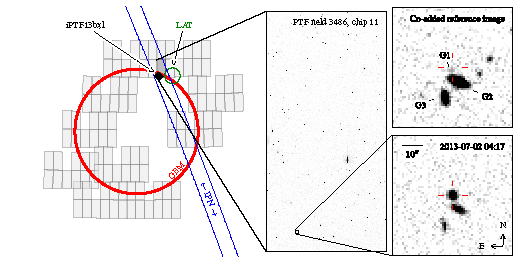 iPTF13bxl
LAT
GBM
← IPN →
PTF field 3486, chip 11
Co-added reference image
G1
G2
G3
10"
2013-07-02 04:17
N
E